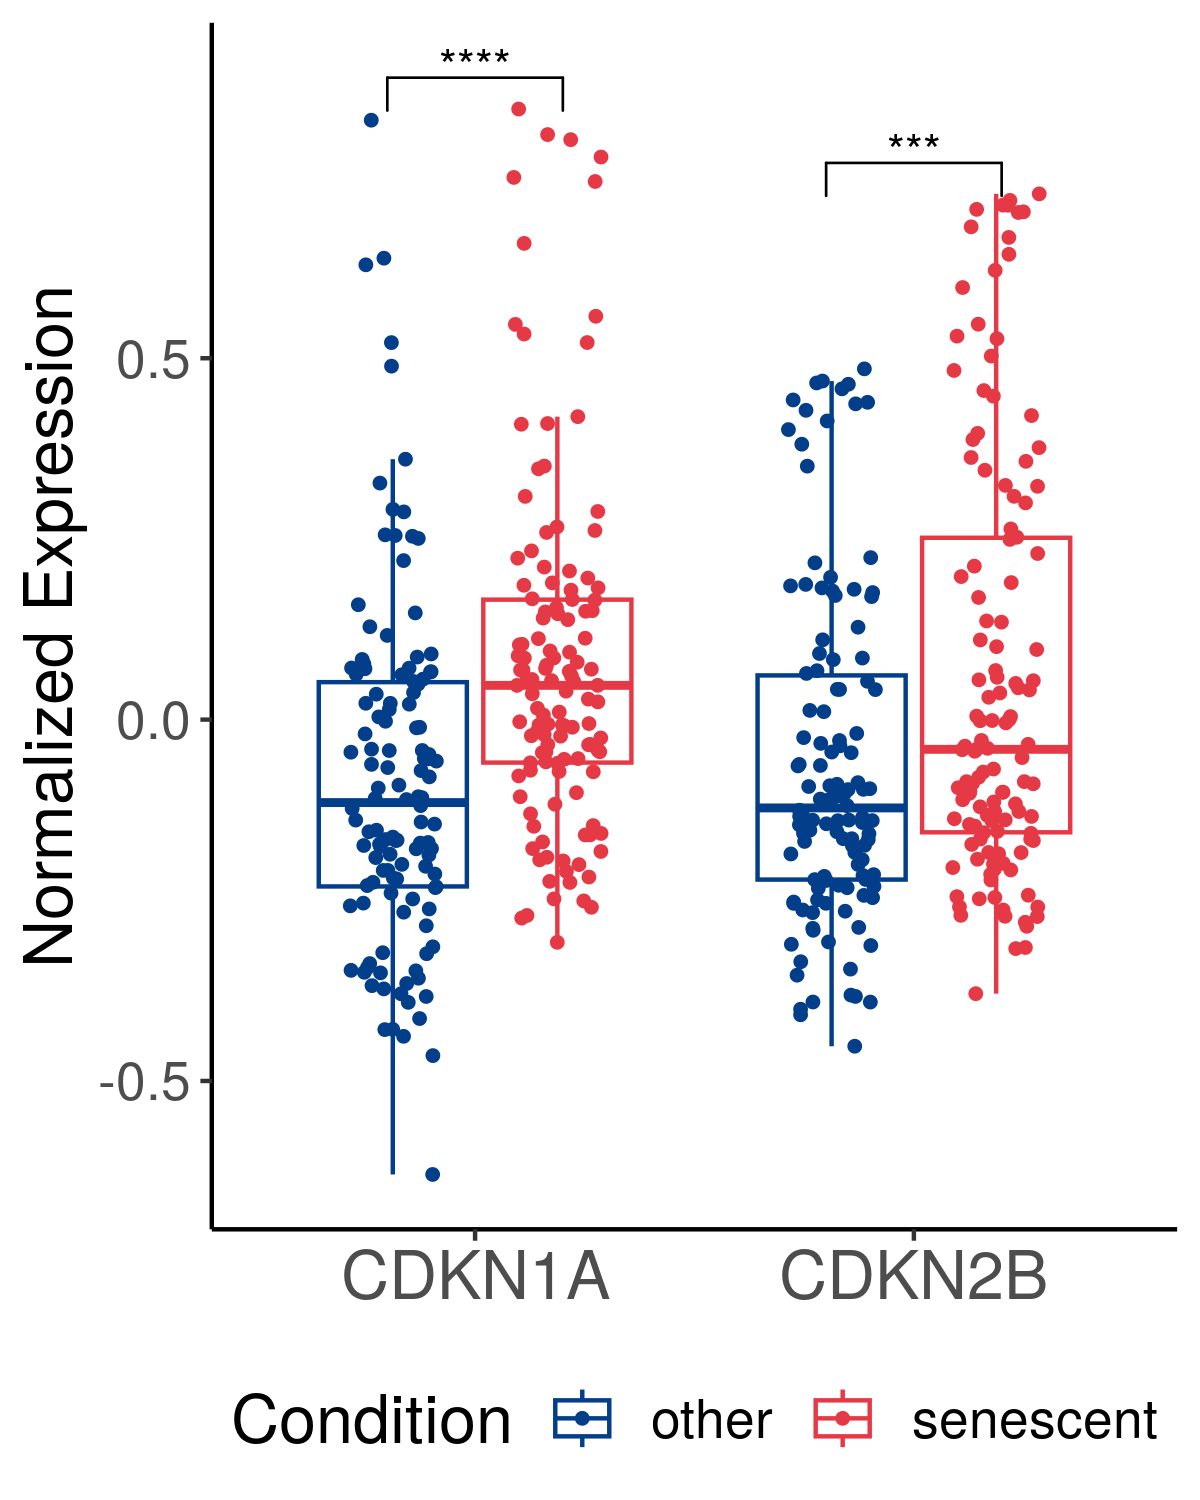 ****
***
Normalized Expression
0.5
0.0
-0.5
CDKN1A CDKN2B
Condition other senescent